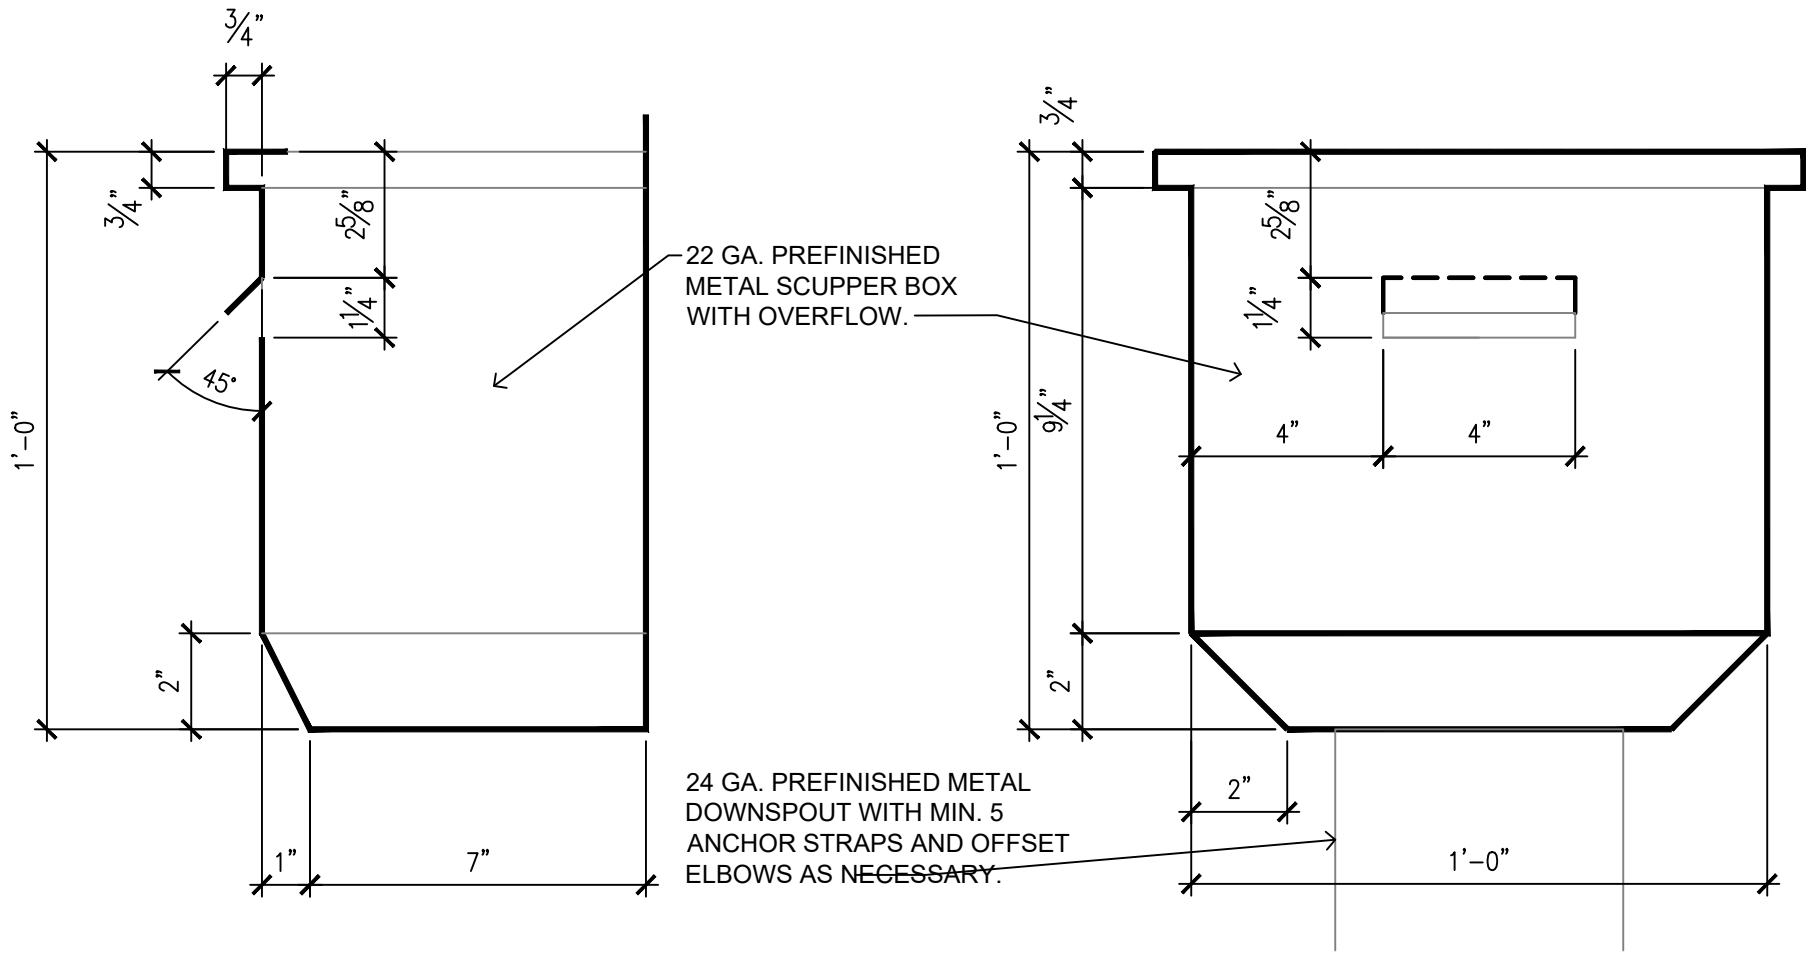 3/4"
3/4"
2 5/8"
1 1/4"
45°
1'-0"
2"
1"
7"
22 GA. PREFINISHED
METAL SCUPPER BOX
WITH OVERFLOW.
24 GA. PREFINISHED METAL
DOWNSPOUT WITH MIN. 5
ANCHOR STRAPS AND OFFSET
ELBOWS AS NECESSARY.
3/4"
2 5/8"
1 1/4"
9 1/4"
1'-0"
4"
4"
2"
2"
1'-0"